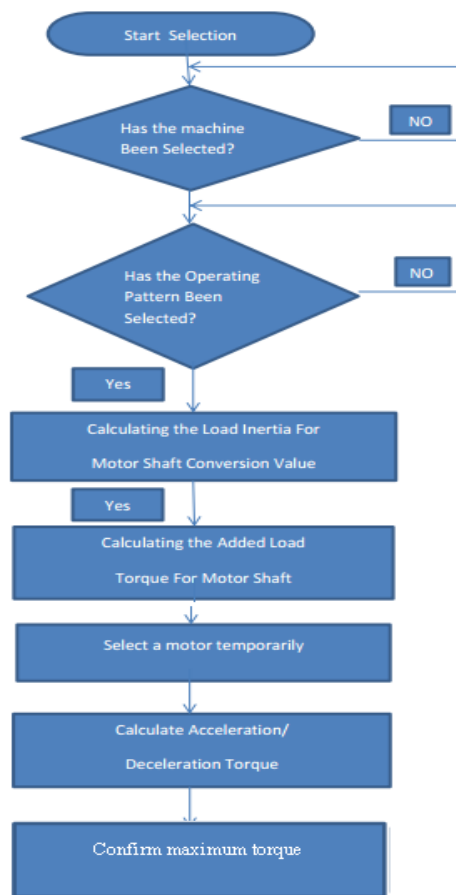 Start Selection
Has the machine
Been Selected?
NO
Has the Operating
Pattern Been
Selected?
NO
Yes
Calculating the Load Inertia For
Motor Shaft Conversion Value
Yes
Calculating the Added Load
Torque For Motor Shaft
Select a motor temporarily
Calculate Acceleration/
Deceleration Torque
Confirm maximum torque